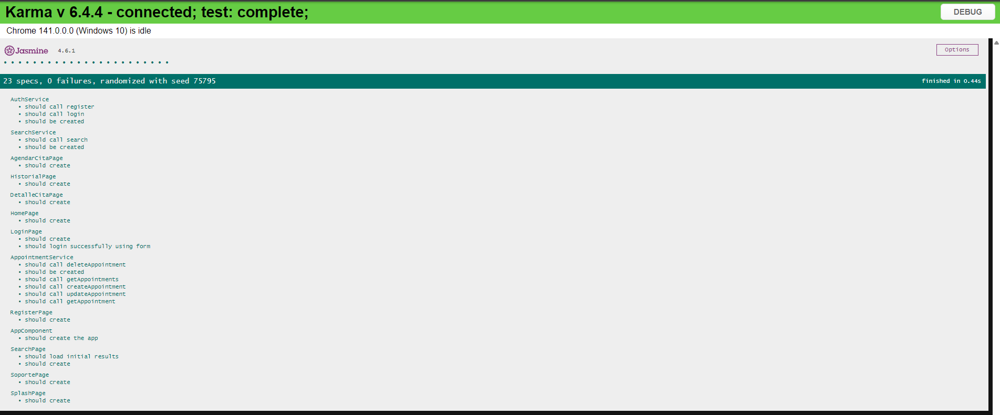 Karma v 6.4.4 - connected; test: complete;
DEBUG
Chrome 141.0.0.0 (Windows 10) is idle
Jasmine 4.6.1
Options
• • • • • • • • • • • • • • • • • • • • • • •
23 specs, 0 failures, randomized with seed 75795
finished in 0.44s
AuthService
• should call register
• should call login
• should be created
SearchService
• should call search
• should be created
AgendarCitaPage
• should create
HistorialPage
• should create
DetalleCitaPage
• should create
HomePage
• should create
LoginPage
• should create
• should login successfully using form
AppointmentService
• should call deleteAppointment
• should be created
• should call getAppointments
• should call createAppointment
• should call updateAppointment
• should call getAppointment
RegisterPage
• should create
AppComponent
• should create the app
SearchPage
• should load initial results
• should create
SoportePage
• should create
SplashPage
• should create